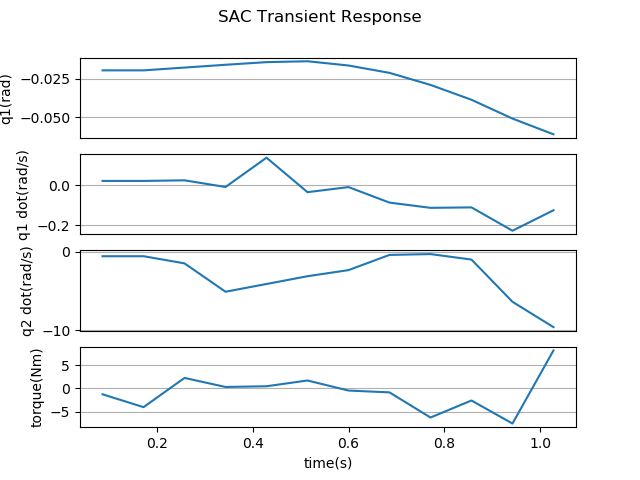 SAC Transient Response
q1(rad)
−0.025
−0.050
q1 dot(rad/s)
0.0
−0.2
q2 dot(rad/s)
0
−10
torque(Nm)
5
0
−5
0.2 0.4 0.6 0.8 1.0
time(s)